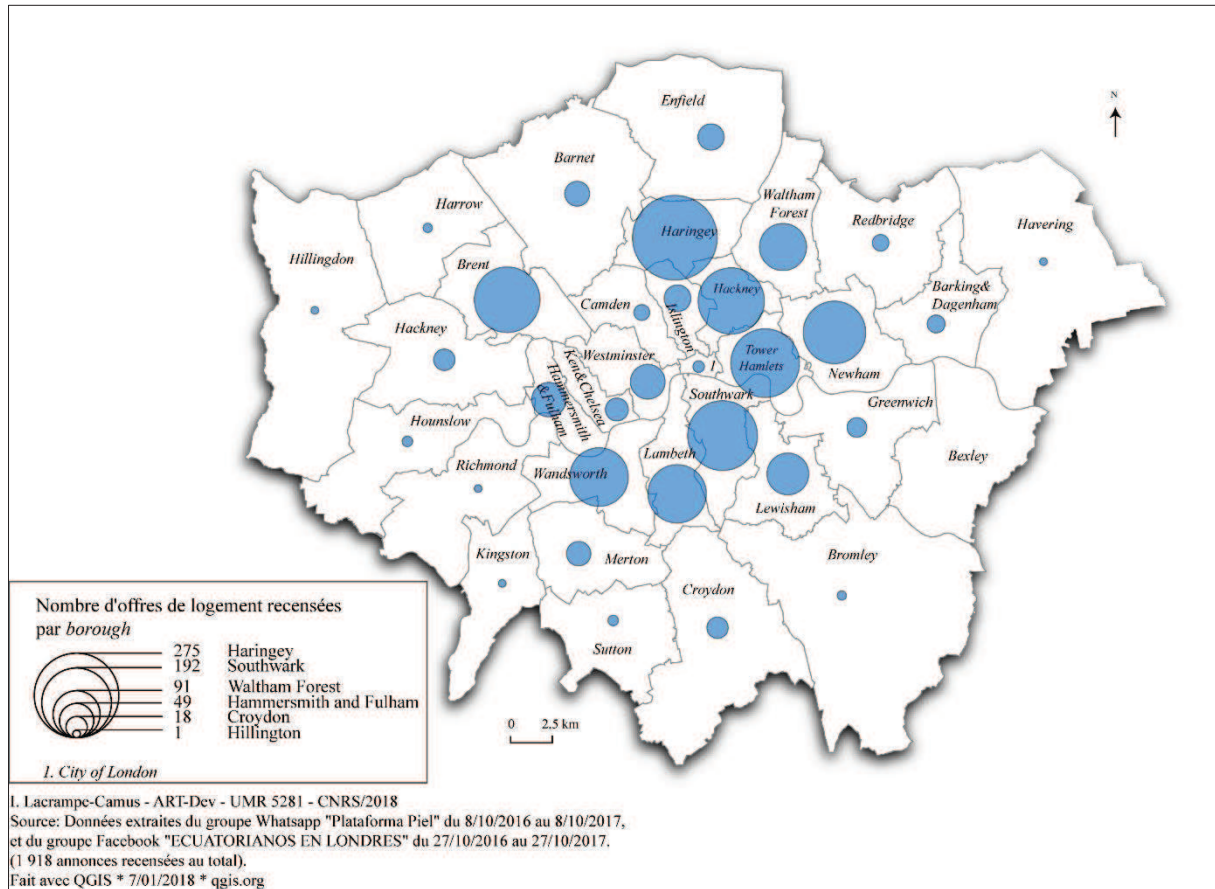 Enfield
N
Barnet
Waltham
Forest
Harrow
Haringey
Redbridge
Havering
Hillingdon
Brent
Hackney
Barking&
Dagenham
Camden
Islington
Hackney
Westminster
1
Tower
Hamlets
Newham
Ken&Chelsea
Hammersmith
&Fulham
Southwark
Greenwich
Hounslow
Richmond
Wandsworth
Lambeth
Bexley
Lewisham
Kingston
Merton
Bromley
Croydon
Sutton
0 2.5 km
Nombre d'offres de logement recensées
par borough
275 Haringey
192 Southwark
91 Waltham Forest
49 Hammersmith and Fulham
18 Croydon
1 Hillington
1. City of London
I. Lacrampe-Camus - ART-Dev - UMR 5281 - CNRS/2018
Source: Données extraites du groupe Whatsapp "Plataforma Piel" du 8/10/2016 au 8/10/2017,
et du groupe Facebook "ECUATORIANOS EN LONDRES" du 27/10/2016 au 27/10/2017.
(1 918 annonces recensées au total).
Fait avec QGIS * 7/01/2018 * qgis.org